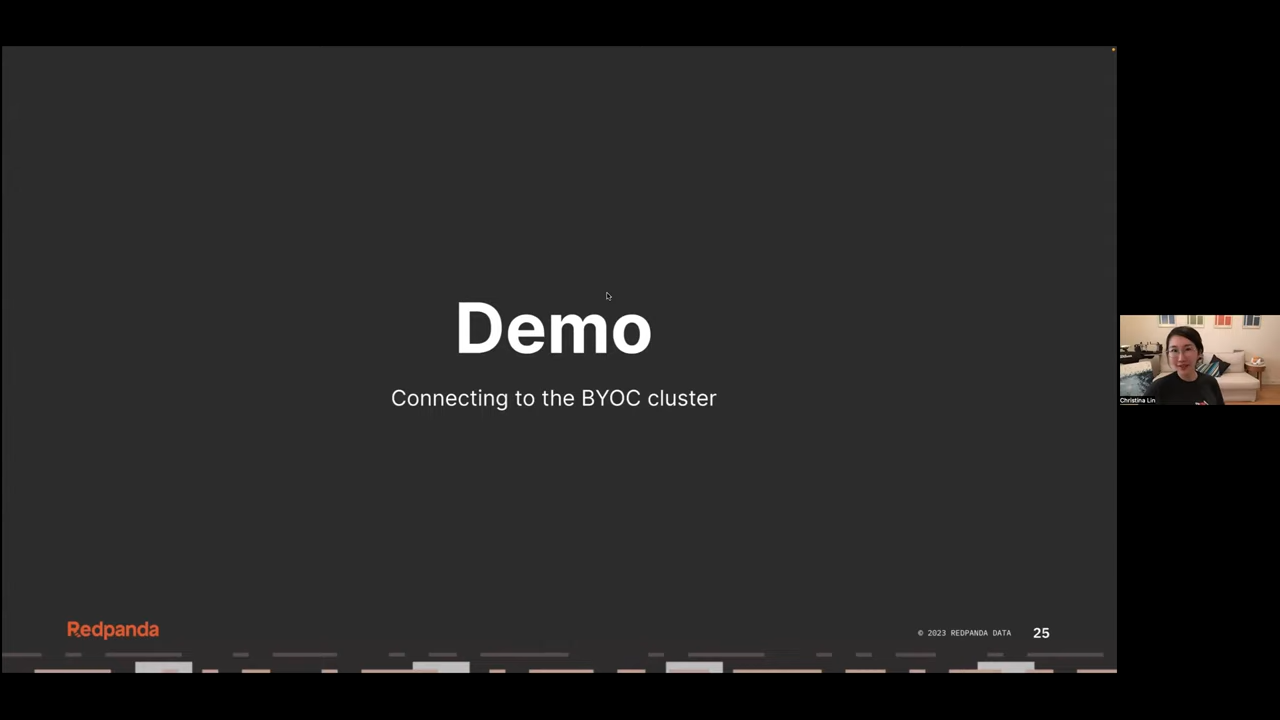 Demo
Connecting to the BYOC cluster
Redpanda
© 2023 REDPANDA DATA
25
Christina Lin